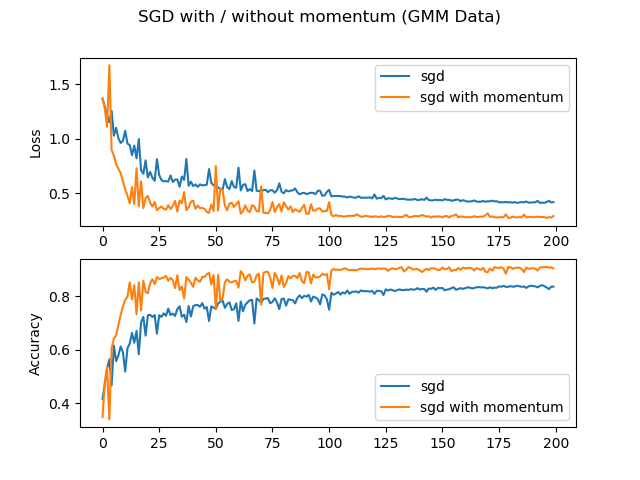 SGD with / without momentum (GMM Data)
Loss
1.5
1.0
0.5
sgd
sgd with momentum
0 25 50 75 100 125 150 175 200
Accuracy
0.8
0.6
0.4
sgd
sgd with momentum
0 25 50 75 100 125 150 175 200